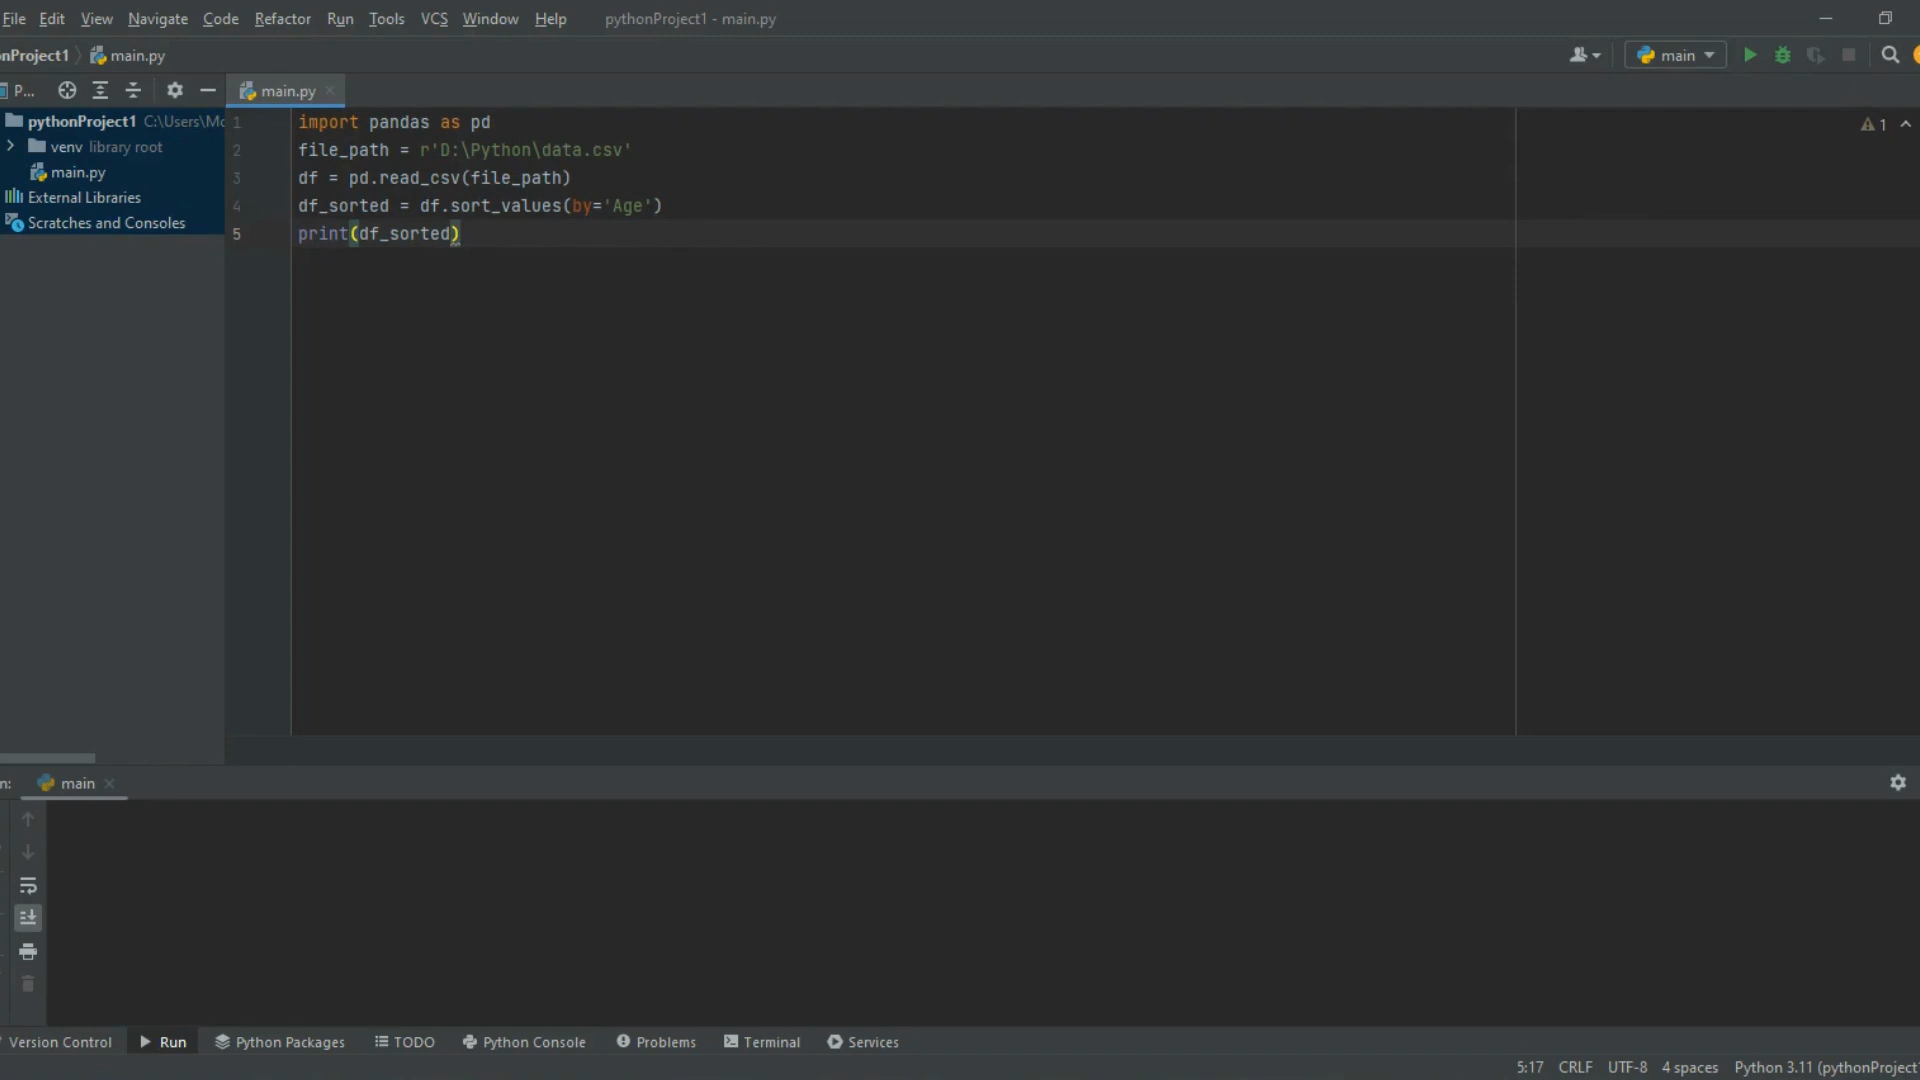 File Edit View Navigate Code Refactor Run Tools VCS Window Help pythonProject1 - main.py
nProject1 main.py main
P... main.py
pythonProject1 C:\Users\Mc
venv library root
main.py
External Libraries
Scratches and Consoles
1 import pandas as pd
2 file_path = r'D:\Python\data.csv'
3 df = pd.read_csv(file_path)
4 df_sorted = df.sort_values(by='Age')
5 print(df_sorted)
1
n: main
Version Control Run Python Packages TODO Python Console Problems Terminal Services
5:17 CRLF UTF-8 4 spaces Python 3.11 (pythonProject